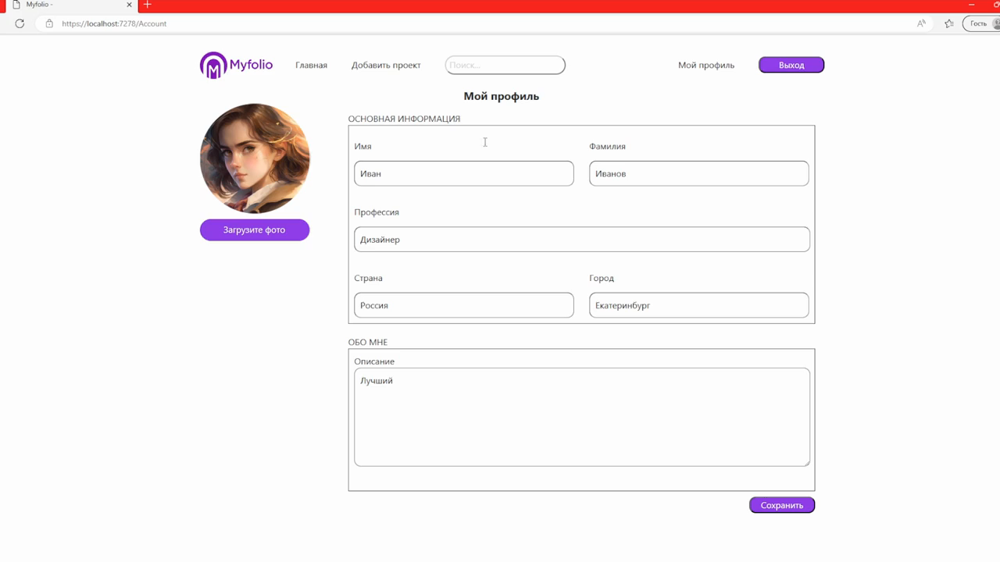 Myfolio -
https://localhost:7278/Account
Гость
Myfolio
Главная
Добавить проект
Поиск...
Мой профиль
Выход
Мой профиль
Загрузите фото
ОСНОВНАЯ ИНФОРМАЦИЯ
Имя
Фамилия
Иван
Иванов
Профессия
Дизайнер
Страна
Город
Россия
Екатеринбург
ОБО МНЕ
Описание
Лучший
Сохранить